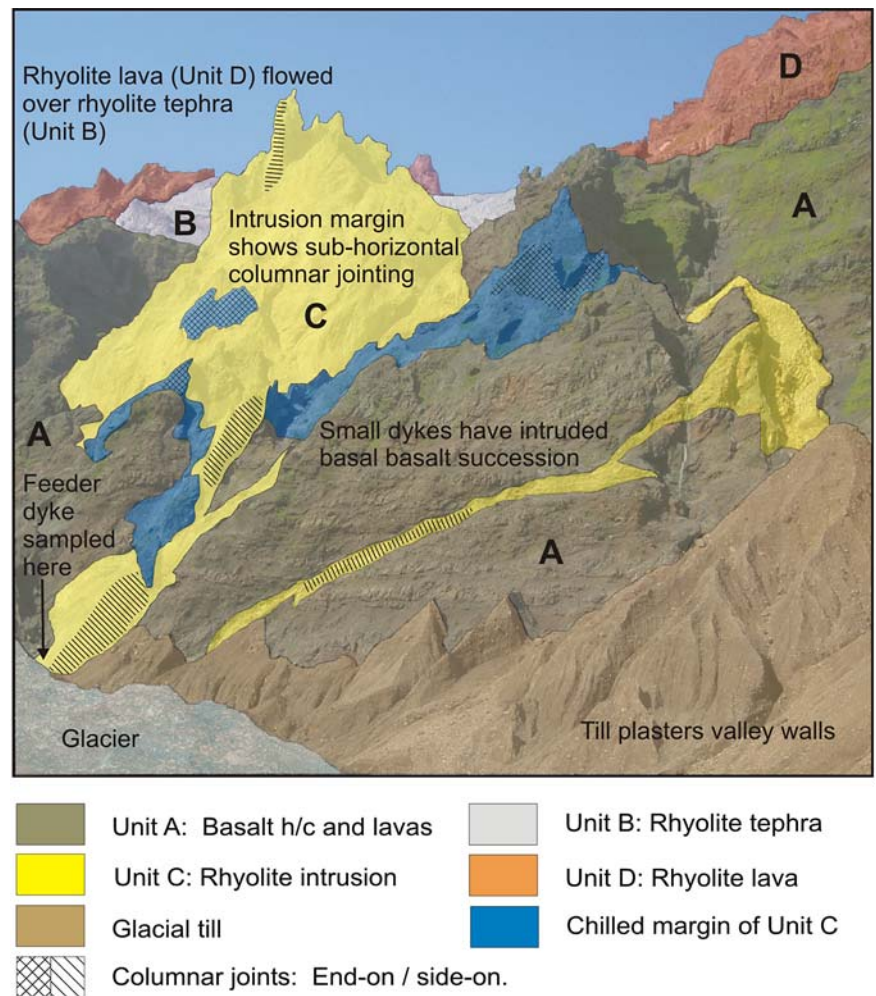 Rhyolite lava (Unit D) flowed
over rhyolite tephra
(Unit B)
D
B
A
Intrusion margin
shows sub-horizontal
columnar jointing
C
A
Small dykes have intruded
basal basalt succession
Feeder
dyke
sampled
here
A
Glacier
Till plasters valley walls
Unit A: Basalt h/c and lavas
Unit B: Rhyolite tephra
Unit C: Rhyolite intrusion
Unit D: Rhyolite lava
Glacial till
Chilled margin of Unit C
Columnar joints: End-on / side-on.